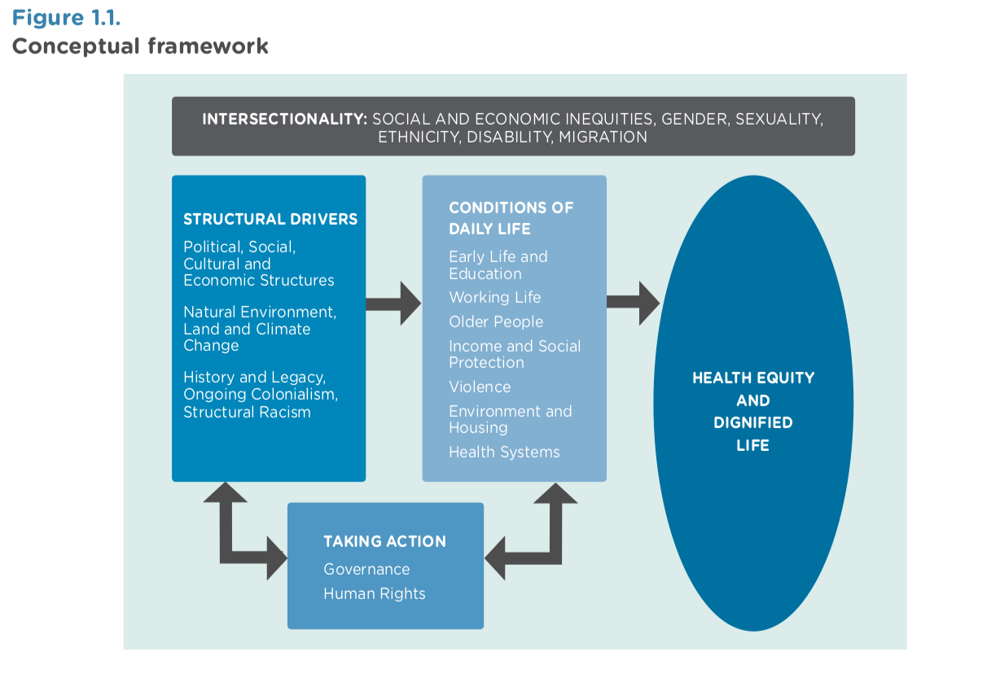 Figure 1.1.
Conceptual framework
INTERSECTIONALITY: SOCIAL AND ECONOMIC INEQUITIES, GENDER, SEXUALITY,
ETHNICITY, DISABILITY, MIGRATION
STRUCTURAL DRIVERS
Political, Social,
Cultural and
Economic Structures
Natural Environment,
Land and Climate
Change
History and Legacy,
Ongoing Colonialism,
Structural Racism
CONDITIONS OF
DAILY LIFE
Early Life and
Education
Working Life
Older People
Income and Social
Protection
Violence
Environment and
Housing
Health Systems
HEALTH EQUITY
AND
DIGNIFIED
LIFE
TAKING ACTION
Governance
Human Rights